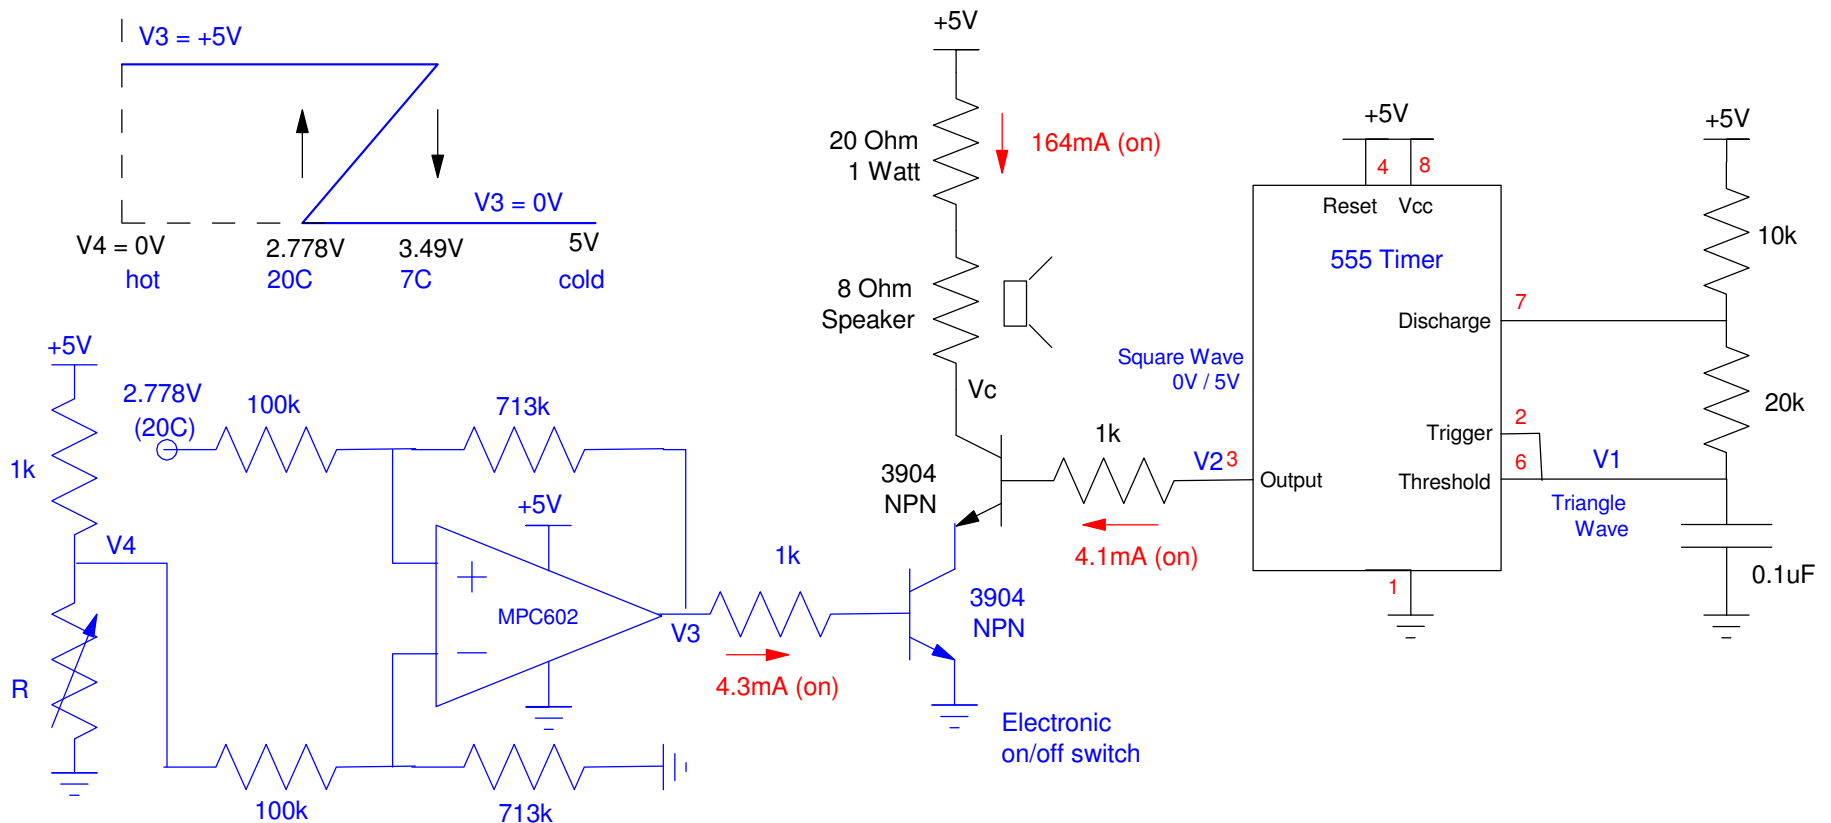 V3 = +5V
V3 = 0V
V4 = 0V
2.778V
3.49V
5V
hot
20C
7C
cold
+5V
2.778V
(20C)
100k
713k
1k
V4
+5V
MPC602
V3
R
100k
713k
1k
4.3mA (on)
+5V
20 Ohm
1 Watt
164mA (on)
8 Ohm
Speaker
Vc
3904
NPN
1k
V2
3
4.1mA (on)
3904
NPN
Electronic
on/off switch
Square Wave
0V / 5V
+5V
4
8
Reset
Vcc
555 Timer
Discharge
7
Trigger
2
Threshold
6
Output
1
+5V
10k
20k
V1
Triangle
Wave
0.1uF